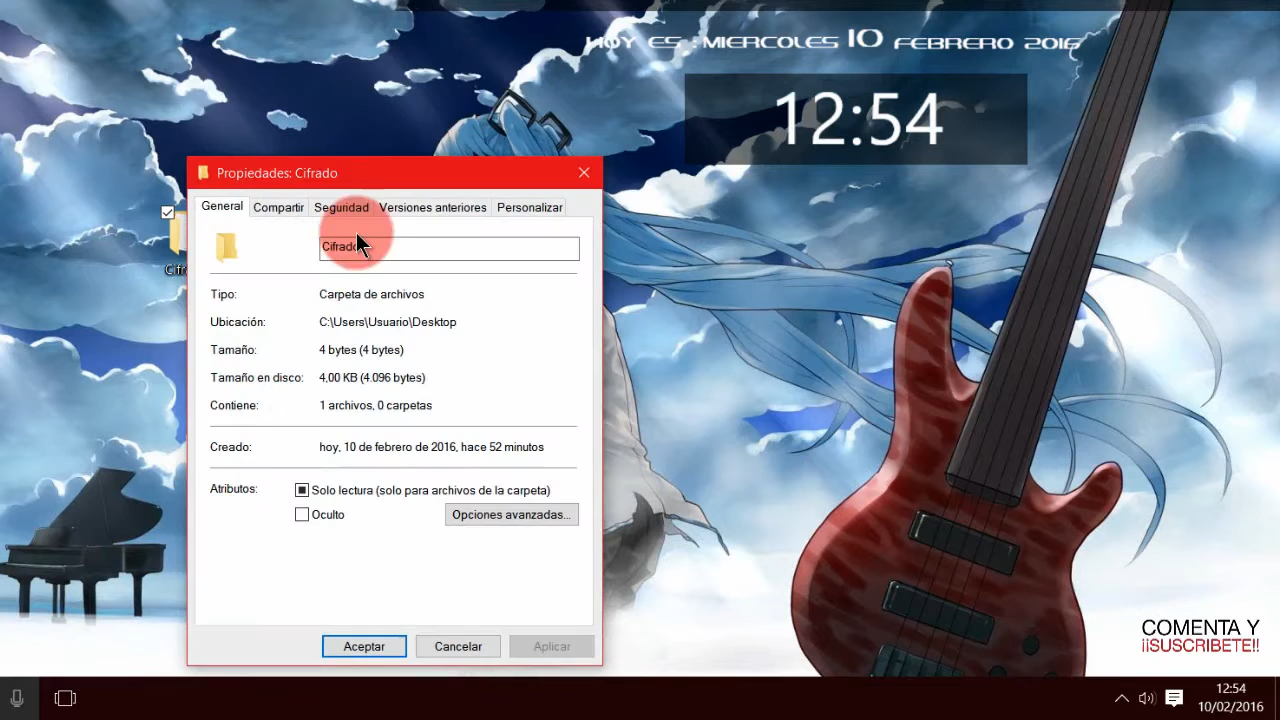 HOY ES : MIERCOLES 10 FEBRERO 2016
12:54
Propiedades: Cifrado
General
Compartir
Seguridad
Versiones anteriores
Personalizar
Cifrado
Tipo:
Carpeta de archivos
Ubicación:
C:\Users\Usuario\Desktop
Tamaño:
4 bytes (4 bytes)
Tamaño en disco:
4,00 KB (4.096 bytes)
Contiene:
1 archivos, 0 carpetas
Creado:
hoy, 10 de febrero de 2016, hace 52 minutos
Atributos:
Solo lectura (solo para archivos de la carpeta)
Oculto
Opciones avanzadas...
Aceptar
Cancelar
Aplicar
COMENTA Y
¡¡SUSCRIBETE!!
12:54
10/02/2016